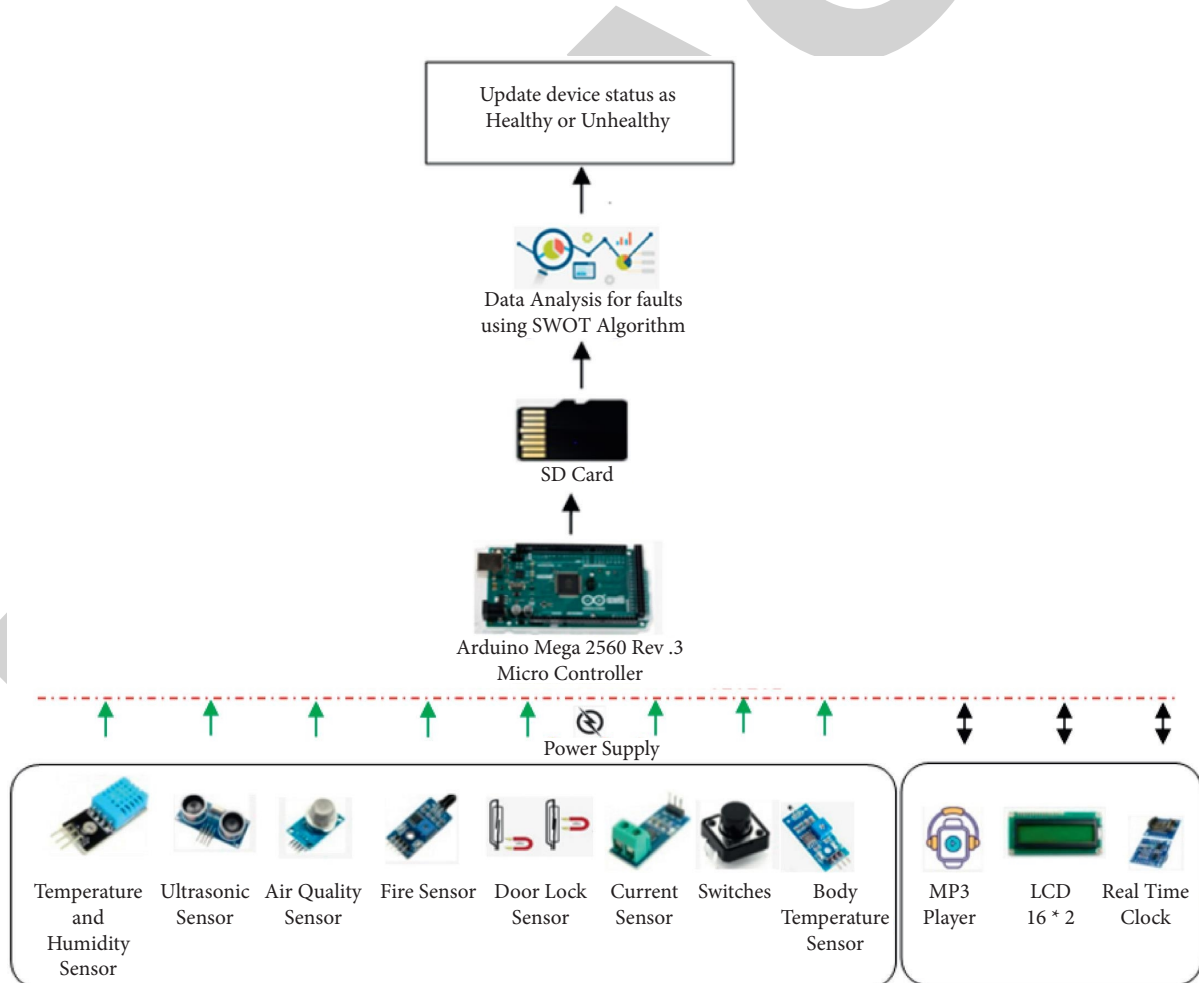 Update device status as
Healthy or Unhealthy
Data Analysis for faults
using SWOT Algorithm
SD Card
Arduino Mega 2560 Rev .3
Micro Controller
Power Supply
Temperature
and
Humidity
Sensor
Ultrasonic
Sensor
Air Quality
Sensor
Fire Sensor
Door Lock
Sensor
Current
Sensor
Switches
Body
Temperature
Sensor
MP3
Player
LCD
16 * 2
Real Time
Clock